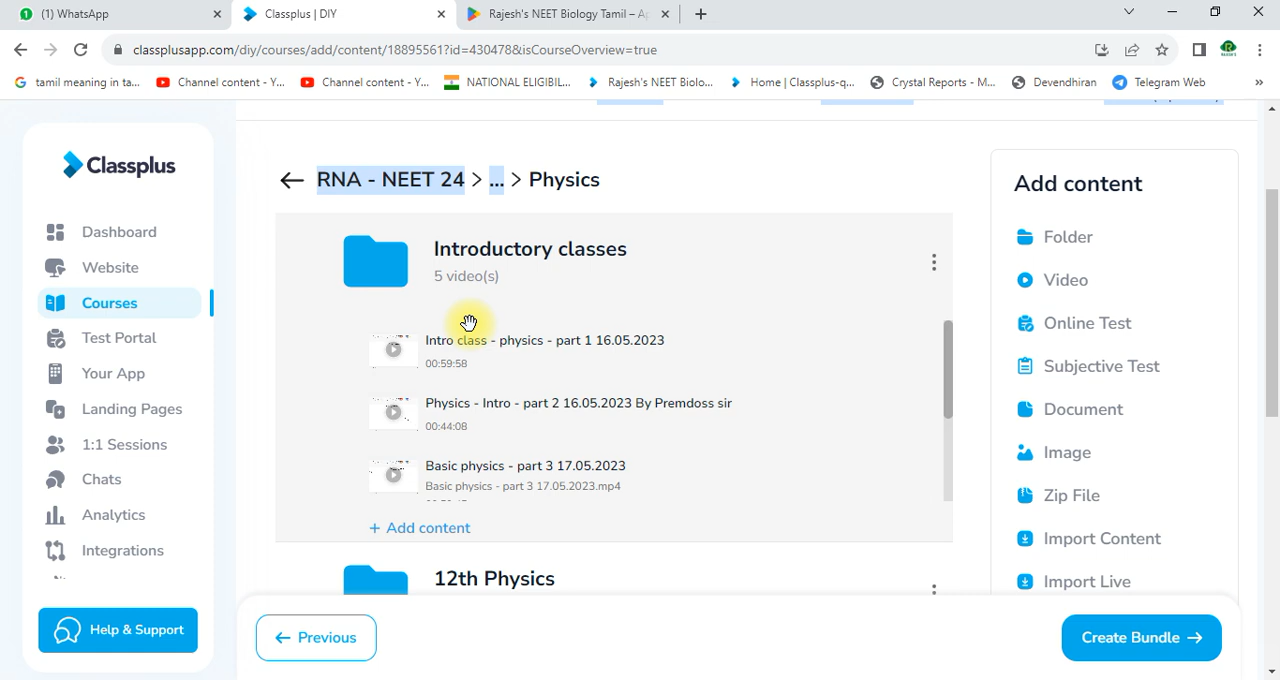 (1) WhatsApp
Classplus | DIY
Rajesh's NEET Biology Tamil – Ap
classplusapp.com/diy/courses/add/content/18895561?id=430478&isCourseOverview=true
tamil meaning in ta...
Channel content - Y...
Channel content - Y...
NATIONAL ELIGIBIL...
Rajesh's NEET Biolo...
Home | Classplus-q...
Crystal Reports - M...
Devendhiran
Telegram Web
»
Classplus
Dashboard
Website
Courses
Test Portal
Your App
Landing Pages
1:1 Sessions
Chats
Analytics
Integrations
Help & Support
RNA - NEET 24 > ... > Physics
Introductory classes
5 video(s)
Intro class - physics - part 1 16.05.2023
00:59:58
Physics - Intro - part 2 16.05.2023 By Premdoss sir
00:44:08
Basic physics - part 3 17.05.2023
Basic physics - part 3 17.05.2023.mp4
+ Add content
12th Physics
Add content
Folder
Video
Online Test
Subjective Test
Document
Image
Zip File
Import Content
Import Live
← Previous
Create Bundle →